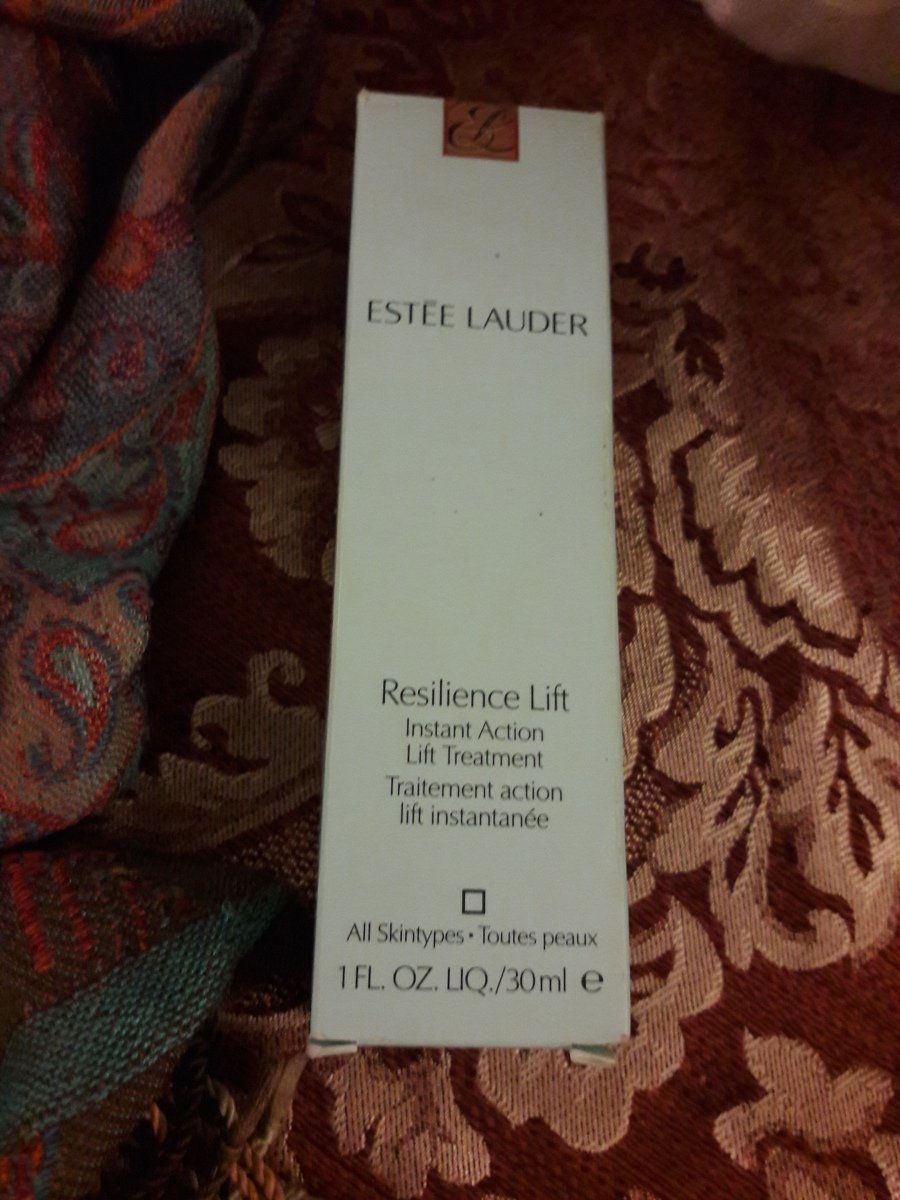 EL
ESTĒE LAUDER
Resilience Lift
Instant Action
Lift Treatment
Traitement action
lift instantanée
All Skintypes • Toutes peaux
1 FL. OZ. LIQ./30 ml ℮